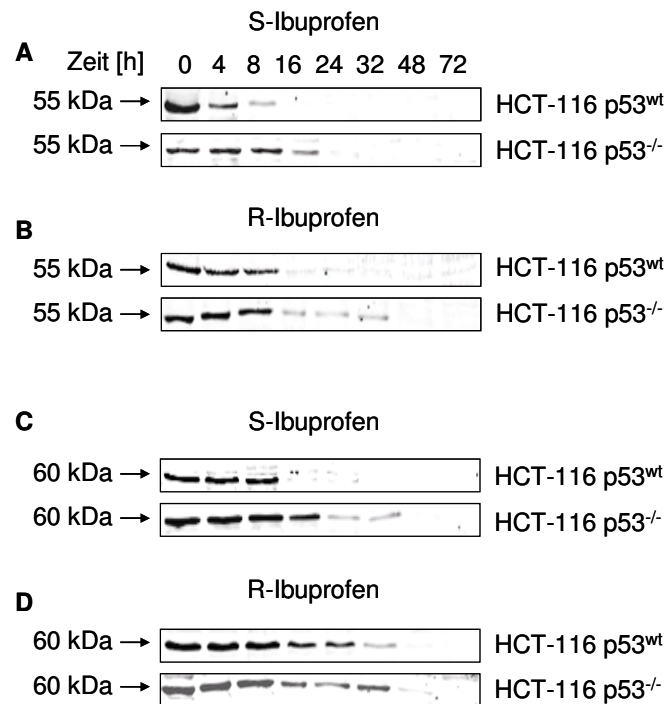 S-Ibuprofen
A Zeit [h] 0 4 8 16 24 32 48 72
55 kDa → HCT-116 p53wt
55 kDa → HCT-116 p53-/-
R-Ibuprofen
B
55 kDa → HCT-116 p53wt
55 kDa → HCT-116 p53-/-
S-Ibuprofen
C
60 kDa → HCT-116 p53wt
60 kDa → HCT-116 p53-/-
R-Ibuprofen
D
60 kDa → HCT-116 p53wt
60 kDa → HCT-116 p53-/-